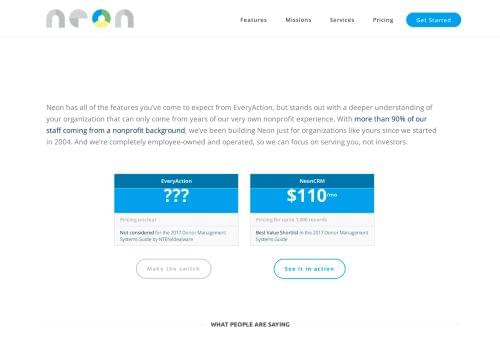 neon
Features Missions Services Pricing Get Started
Neon has all of the features you've come to expect from EveryAction, but stands out with a deeper understanding of
your organization that can only come from years of our very own nonprofit experience. With more than 90% of our
staff coming from a nonprofit background, we've been building Neon just for organizations like yours since we started
in 2004. And we're completely employee-owned and operated, so we can focus on serving you, not investors.
EveryAction
???
Pricing unclear
Not considered for the 2017 Donor Management
Systems Guide by NTEN/Idealware
Make the switch
NeonCRM
$110/mo
Pricing for up to 1,000 records
Best Value Shortlist in the 2017 Donor Management
Systems Guide
See it in action
WHAT PEOPLE ARE SAYING